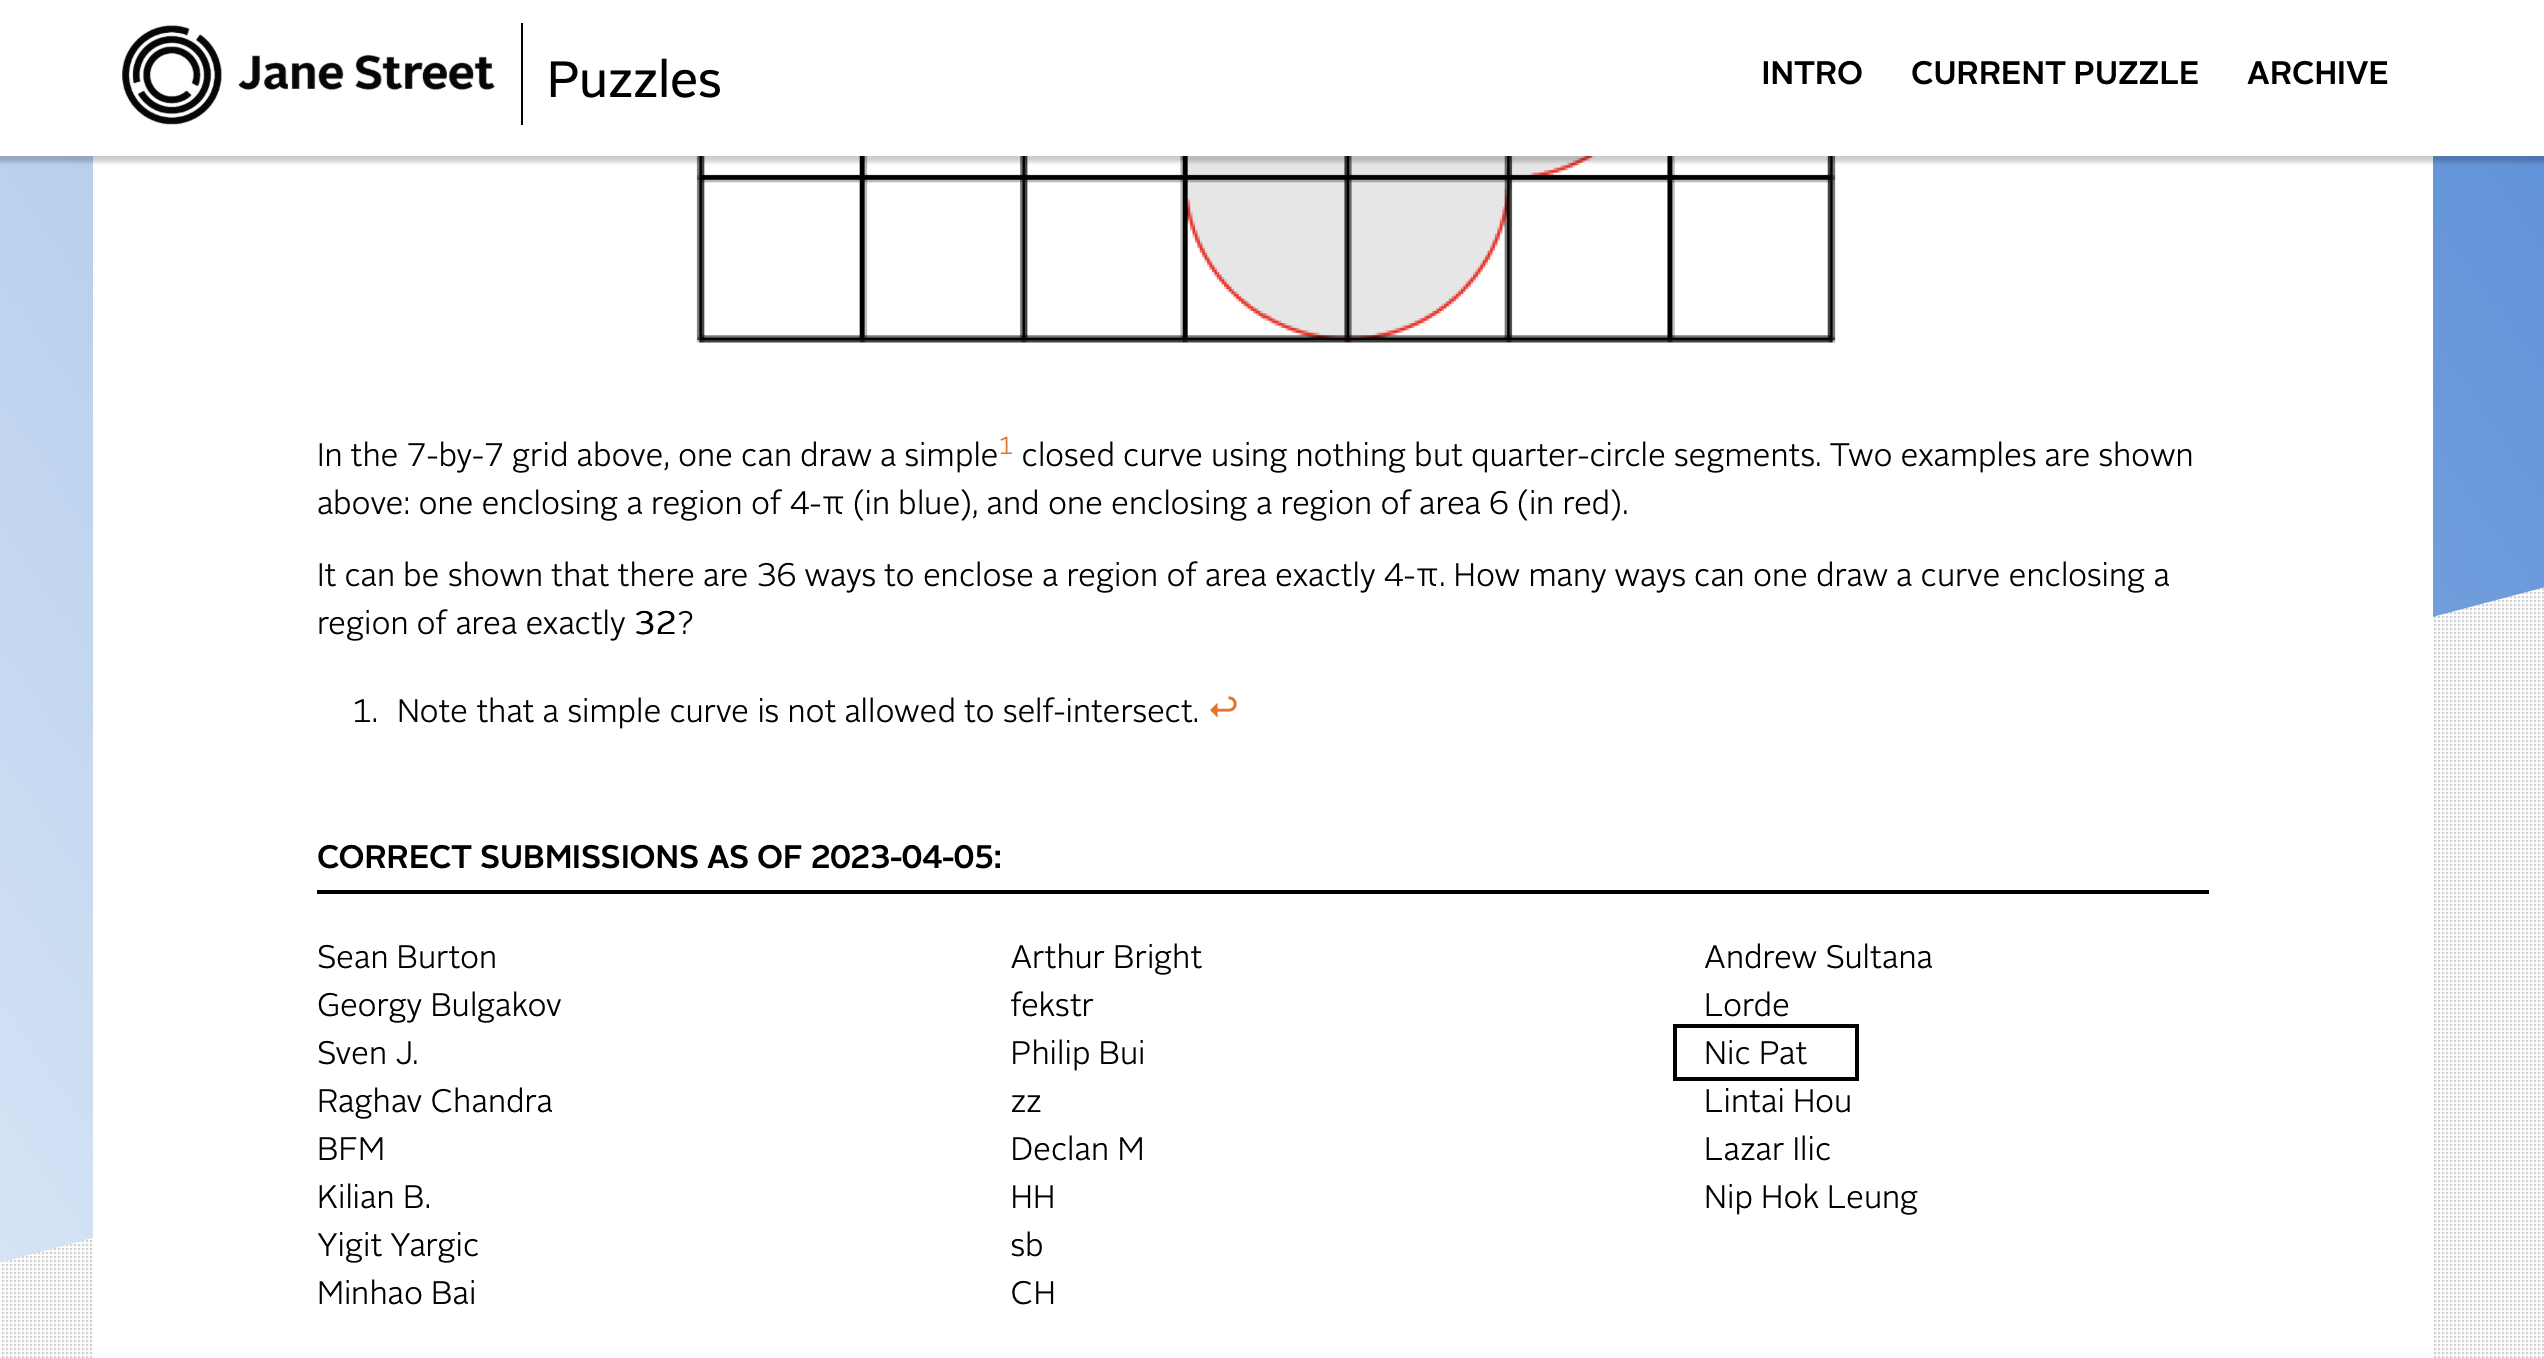 Jane Street | Puzzles
INTRO CURRENT PUZZLE ARCHIVE
In the 7-by-7 grid above, one can draw a simple1 closed curve using nothing but quarter-circle segments. Two examples are shown
above: one enclosing a region of 4-π (in blue), and one enclosing a region of area 6 (in red).
It can be shown that there are 36 ways to enclose a region of area exactly 4-π. How many ways can one draw a curve enclosing a
region of area exactly 32?
1. Note that a simple curve is not allowed to self-intersect. ↩
CORRECT SUBMISSIONS AS OF 2023-04-05:
Sean Burton
Georgy Bulgakov
Sven J.
Raghav Chandra
BFM
Kilian B.
Yigit Yargic
Minhao Bai
Arthur Bright
fekstr
Philip Bui
zz
Declan M
HH
sb
CH
Andrew Sultana
Lorde
Nic Pat
Lintai Hou
Lazar Ilic
Nip Hok Leung